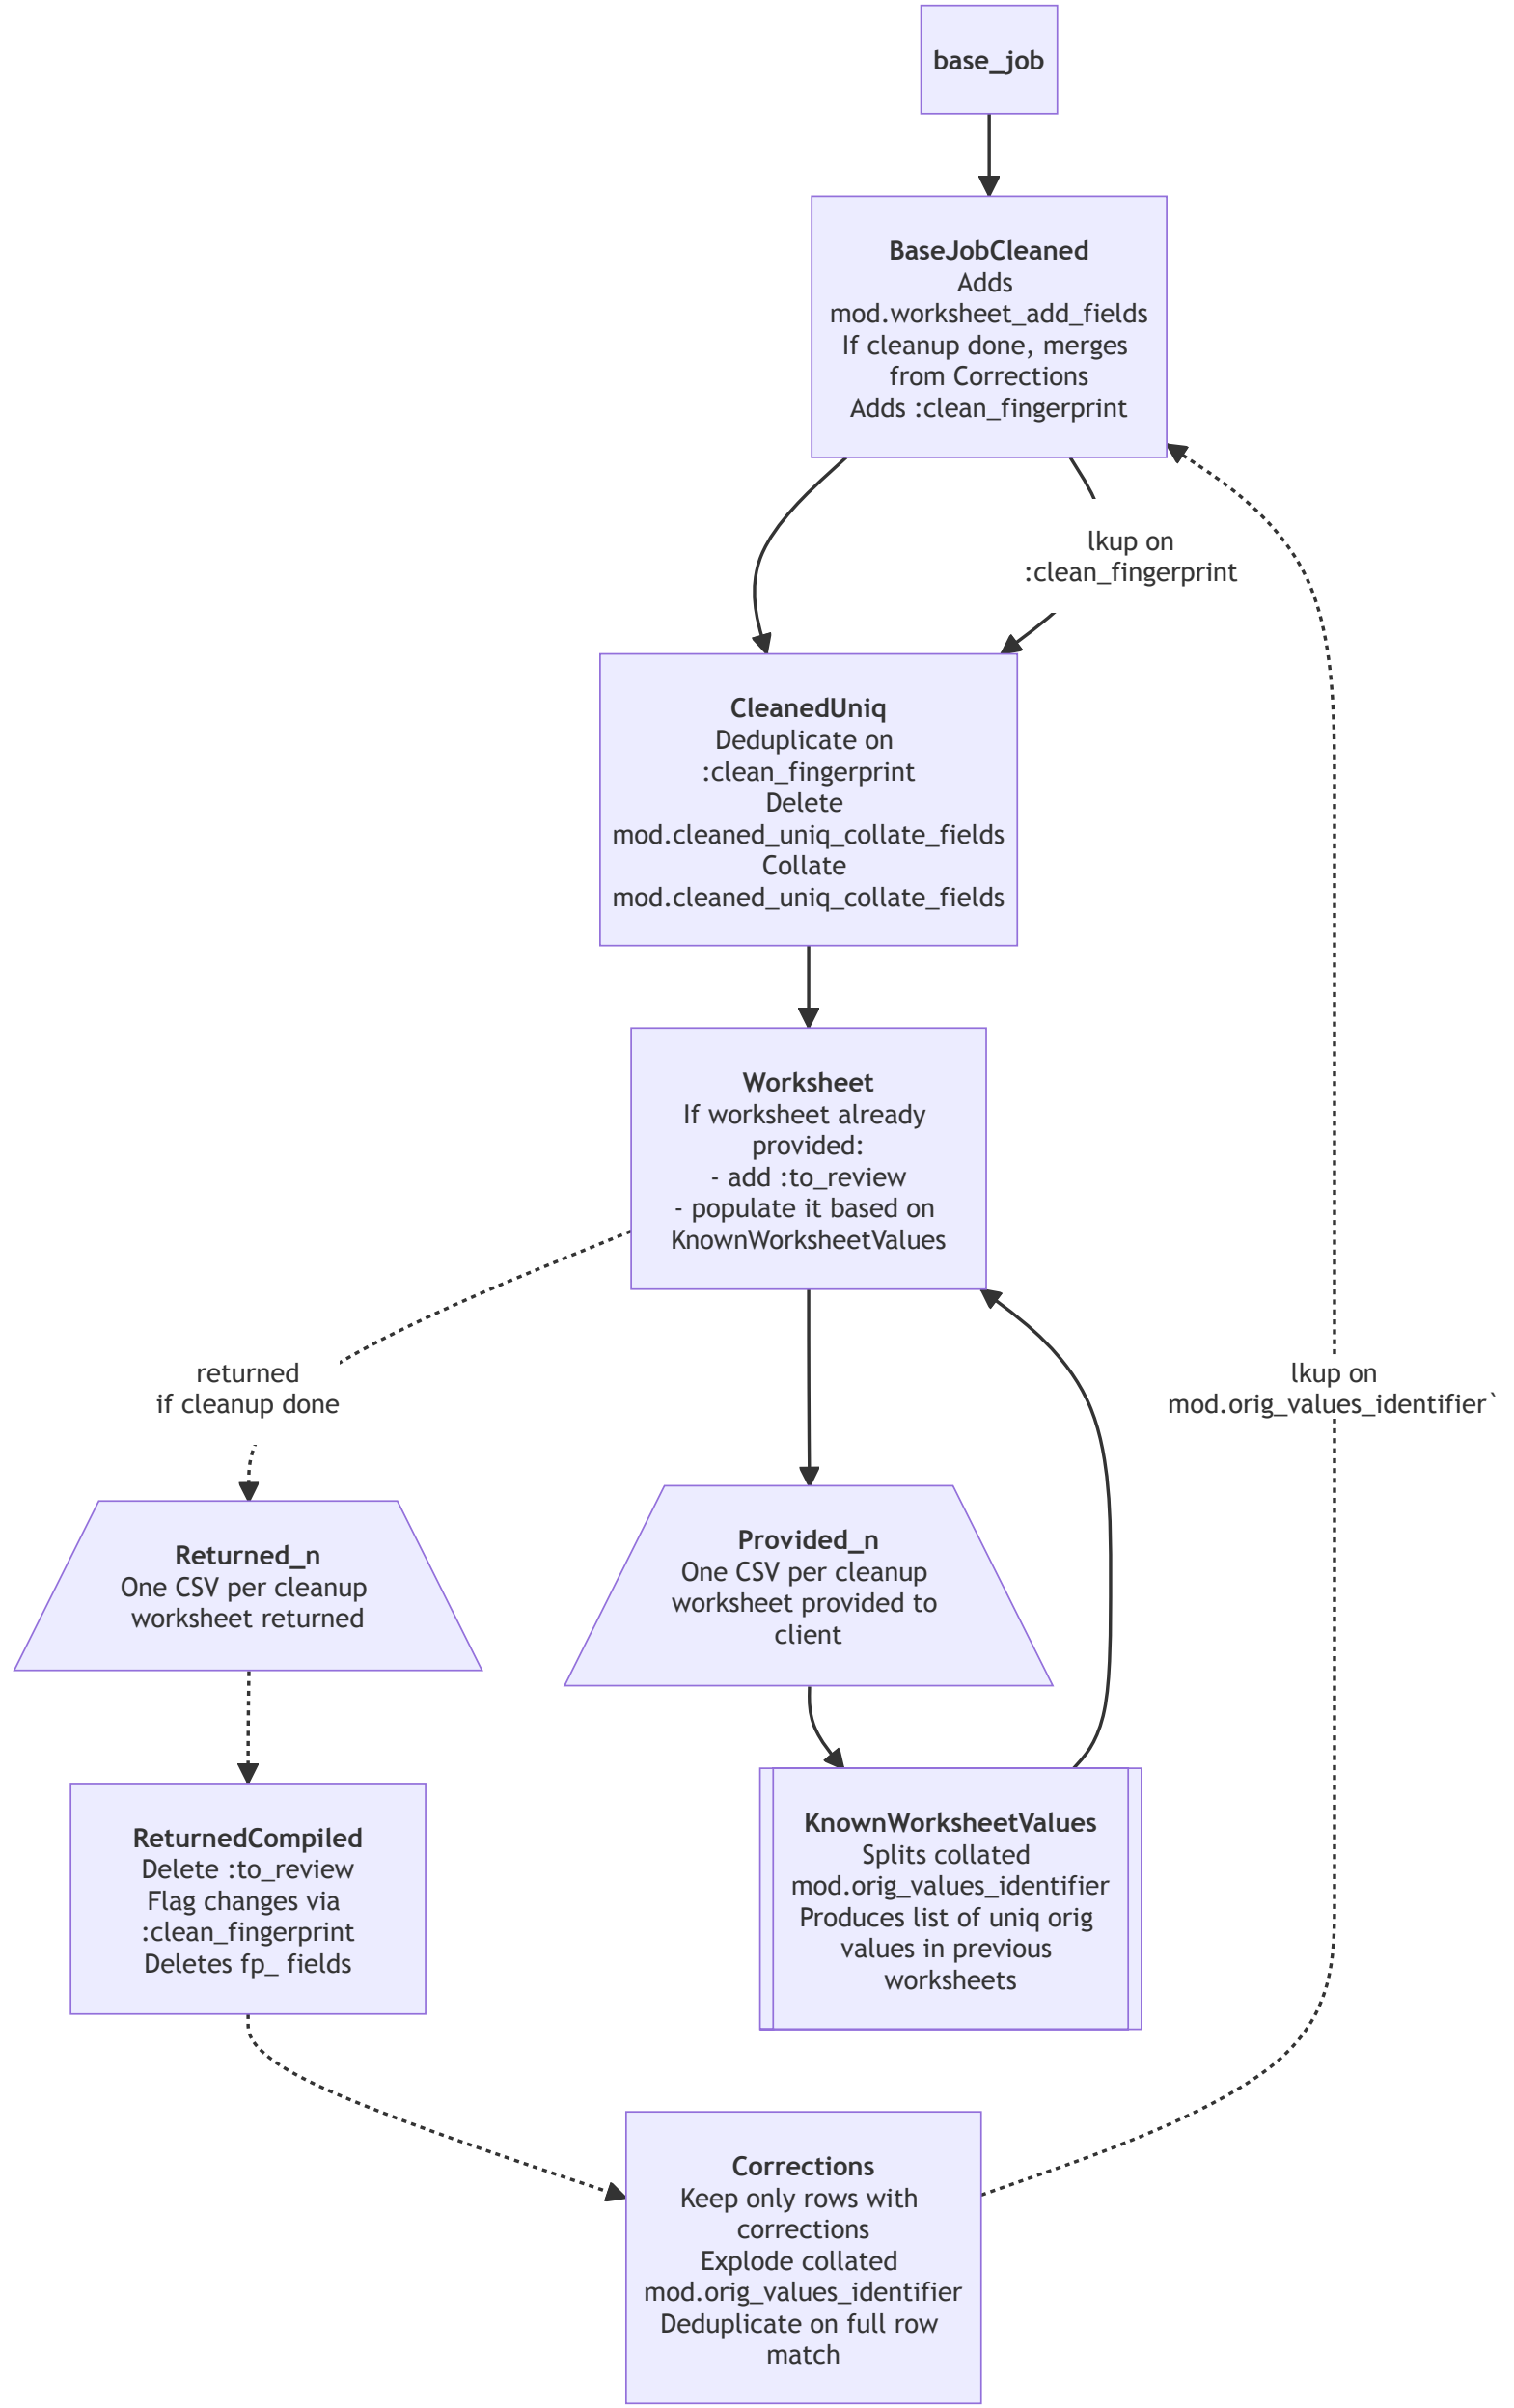 base_job
BaseJobCleaned
Adds
mod.worksheet_add_fields
If cleanup done, merges
from Corrections
Adds :clean_fingerprint
lkup on
:clean_fingerprint
CleanedUniq
Deduplicate on
:clean_fingerprint
Delete
mod.cleaned_uniq_collate_fields
Collate
mod.cleaned_uniq_collate_fields
Worksheet
If worksheet already
provided:
- add :to_review
- populate it based on
KnownWorksheetValues
returned
if cleanup done
lkup on
mod.orig_values_identifier`
Returned_n
One CSV per cleanup
worksheet returned
Provided_n
One CSV per cleanup
worksheet provided to
client
ReturnedCompiled
Delete :to_review
Flag changes via
:clean_fingerprint
Deletes fp_ fields
KnownWorksheetValues
Splits collated
mod.orig_values_identifier
Produces list of uniq orig
values in previous
worksheets
Corrections
Keep only rows with
corrections
Explode collated
mod.orig_values_identifier
Deduplicate on full row
match